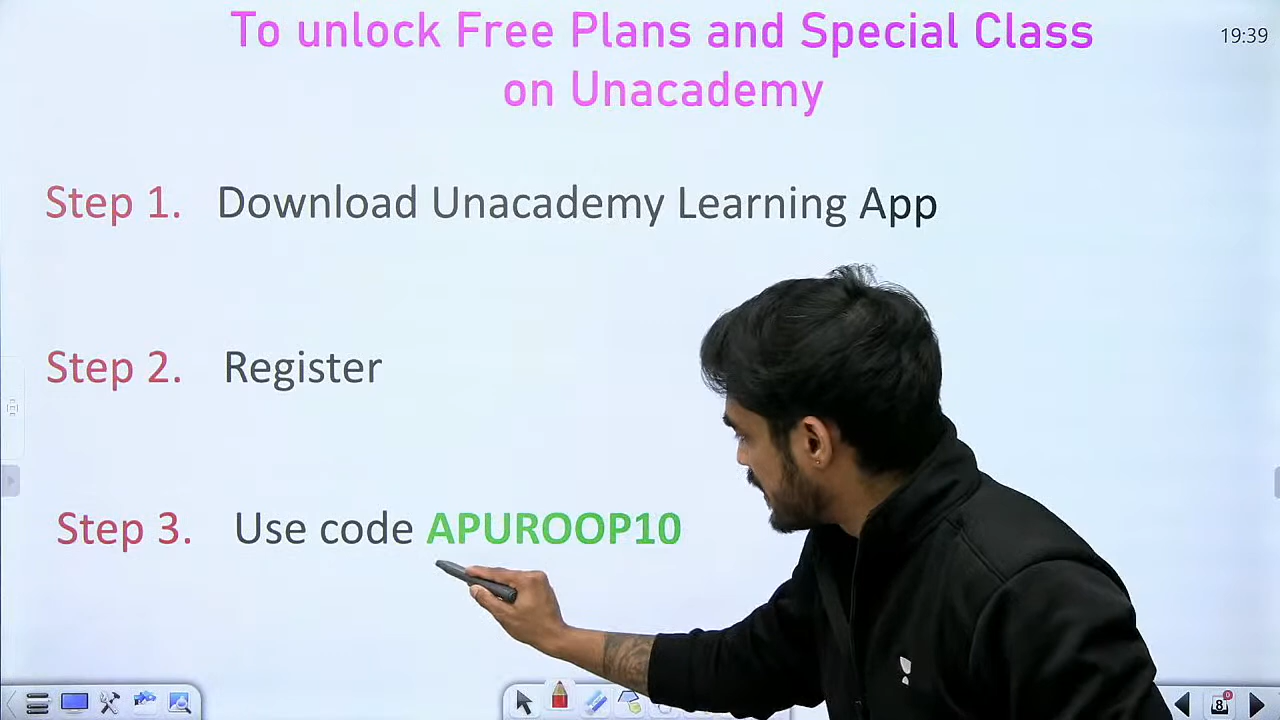 To unlock Free Plans and Special Class
on Unacademy
19:39
Step 1. Download Unacademy Learning App
Step 2. Register
Step 3. Use code APUROOP10
8
0